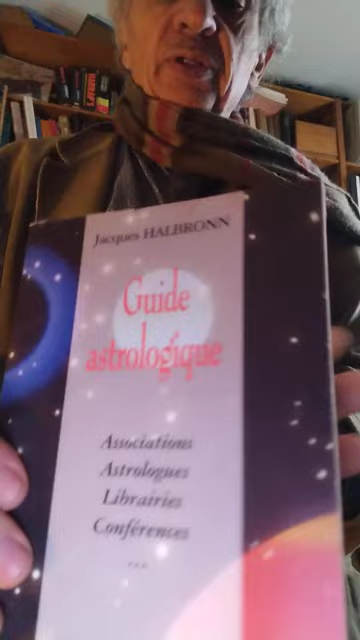 Jacques HALBRONN
Guide
astrologique
Associations
Astrologues
Librairies
Conférences
...